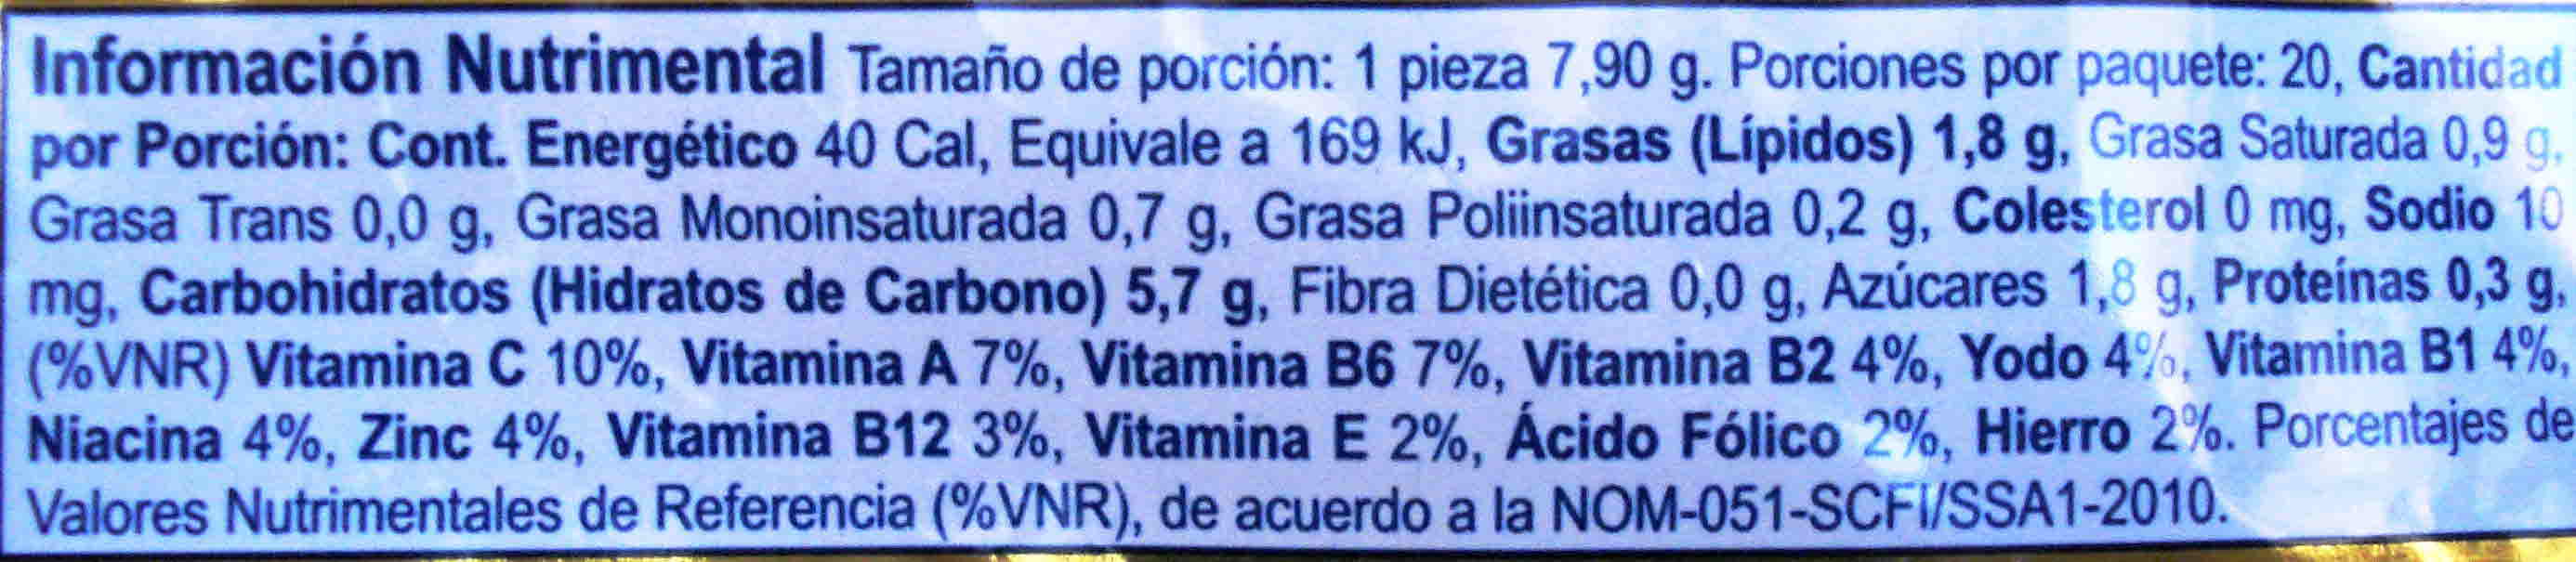 Información Nutrimental Tamaño de porción: 1 pieza 7,90 g. Porciones por paquete: 20, Cantidad
por Porción: Cont. Energético 40 Cal, Equivale a 169 kJ, Grasas (Lípidos) 1,8 g, Grasa Saturada 0,9 g,
Grasa Trans 0,0 g, Grasa Monoinsaturada 0,7 g, Grasa Poliinsaturada 0,2 g, Colesterol 0 mg, Sodio 10
mg, Carbohidratos (Hidratos de Carbono) 5,7 g, Fibra Dietética 0,0 g, Azúcares 1,8 g, Proteínas 0,3 g,
(%VNR) Vitamina C 10%, Vitamina A 7%, Vitamina B6 7%, Vitamina B2 4%, Yodo 4%, Vitamina B1 4%,
Niacina 4%, Zinc 4%, Vitamina B12 3%, Vitamina E 2%, Ácido Fólico 2%, Hierro 2%. Porcentajes de
Valores Nutrimentales de Referencia (%VNR), de acuerdo a la NOM-051-SCFI/SSA1-2010.